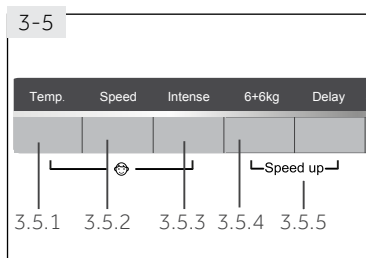 3-5
Temp. Speed Intense 6+6kg Delay
Speed up
3.5.1 3.5.2 3.5.3 3.5.4 3.5.5